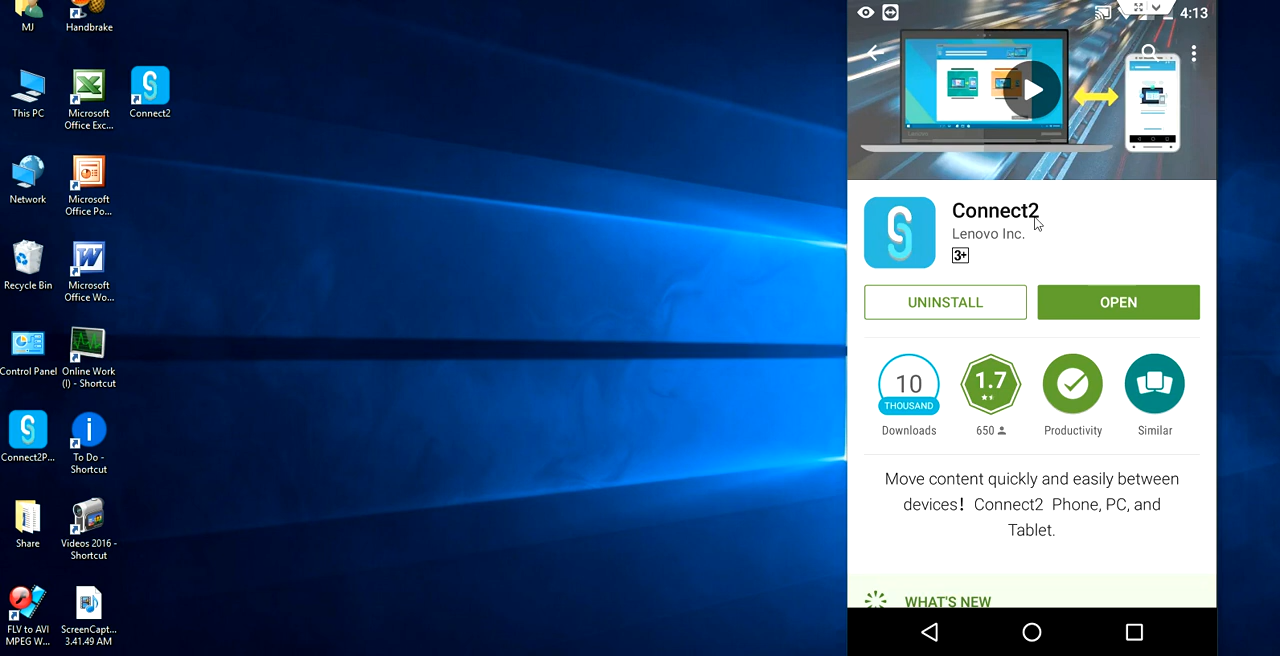 MJ
Handbrake
This PC
Microsoft
Office Exc...
Connect2
Network
Microsoft
Office Po...
Recycle Bin
Microsoft
Office Wo...
Control Panel
Online Work
(I) - Shortcut
Connect2P...
To Do -
Shortcut
Share
Videos 2016 -
Shortcut
FLV to AVI
MPEG W...
ScreenCapt...
3.41.49 AM
4:13
Connect2
Lenovo Inc.
3+
UNINSTALL
OPEN
10
THOUSAND
Downloads
1.7
650
Productivity
Similar
Move content quickly and easily between
devices! Connect2 Phone, PC, and
Tablet.
WHAT'S NEW